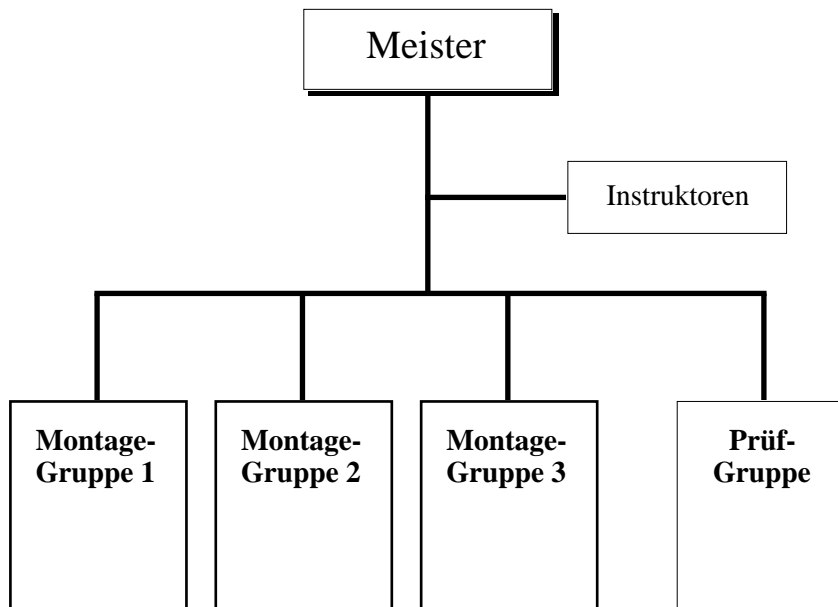 Meister
Instruktoren
Montage-
Gruppe 1
Montage-
Gruppe 2
Montage-
Gruppe 3
Prüf-
Gruppe